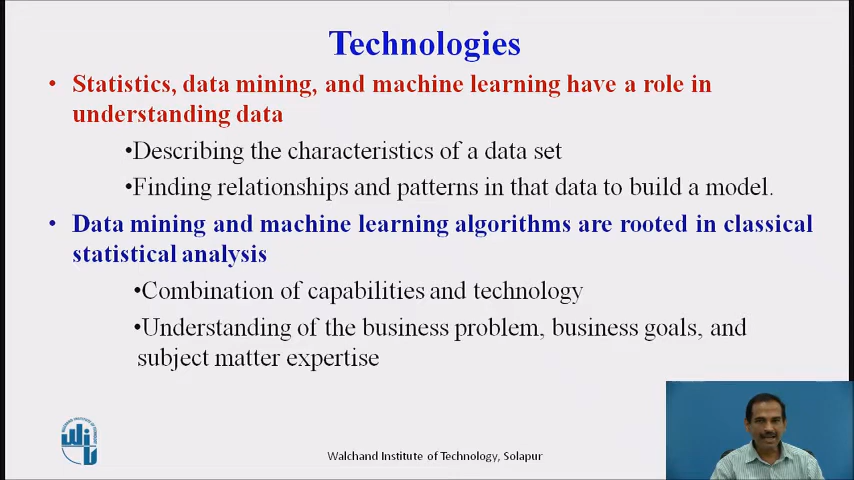 Technologies
• Statistics, data mining, and machine learning have a role in
understanding data
•Describing the characteristics of a data set
•Finding relationships and patterns in that data to build a model.
• Data mining and machine learning algorithms are rooted in classical
statistical analysis
•Combination of capabilities and technology
•Understanding of the business problem, business goals, and
subject matter expertise
Walchand Institute of Technology, Solapur